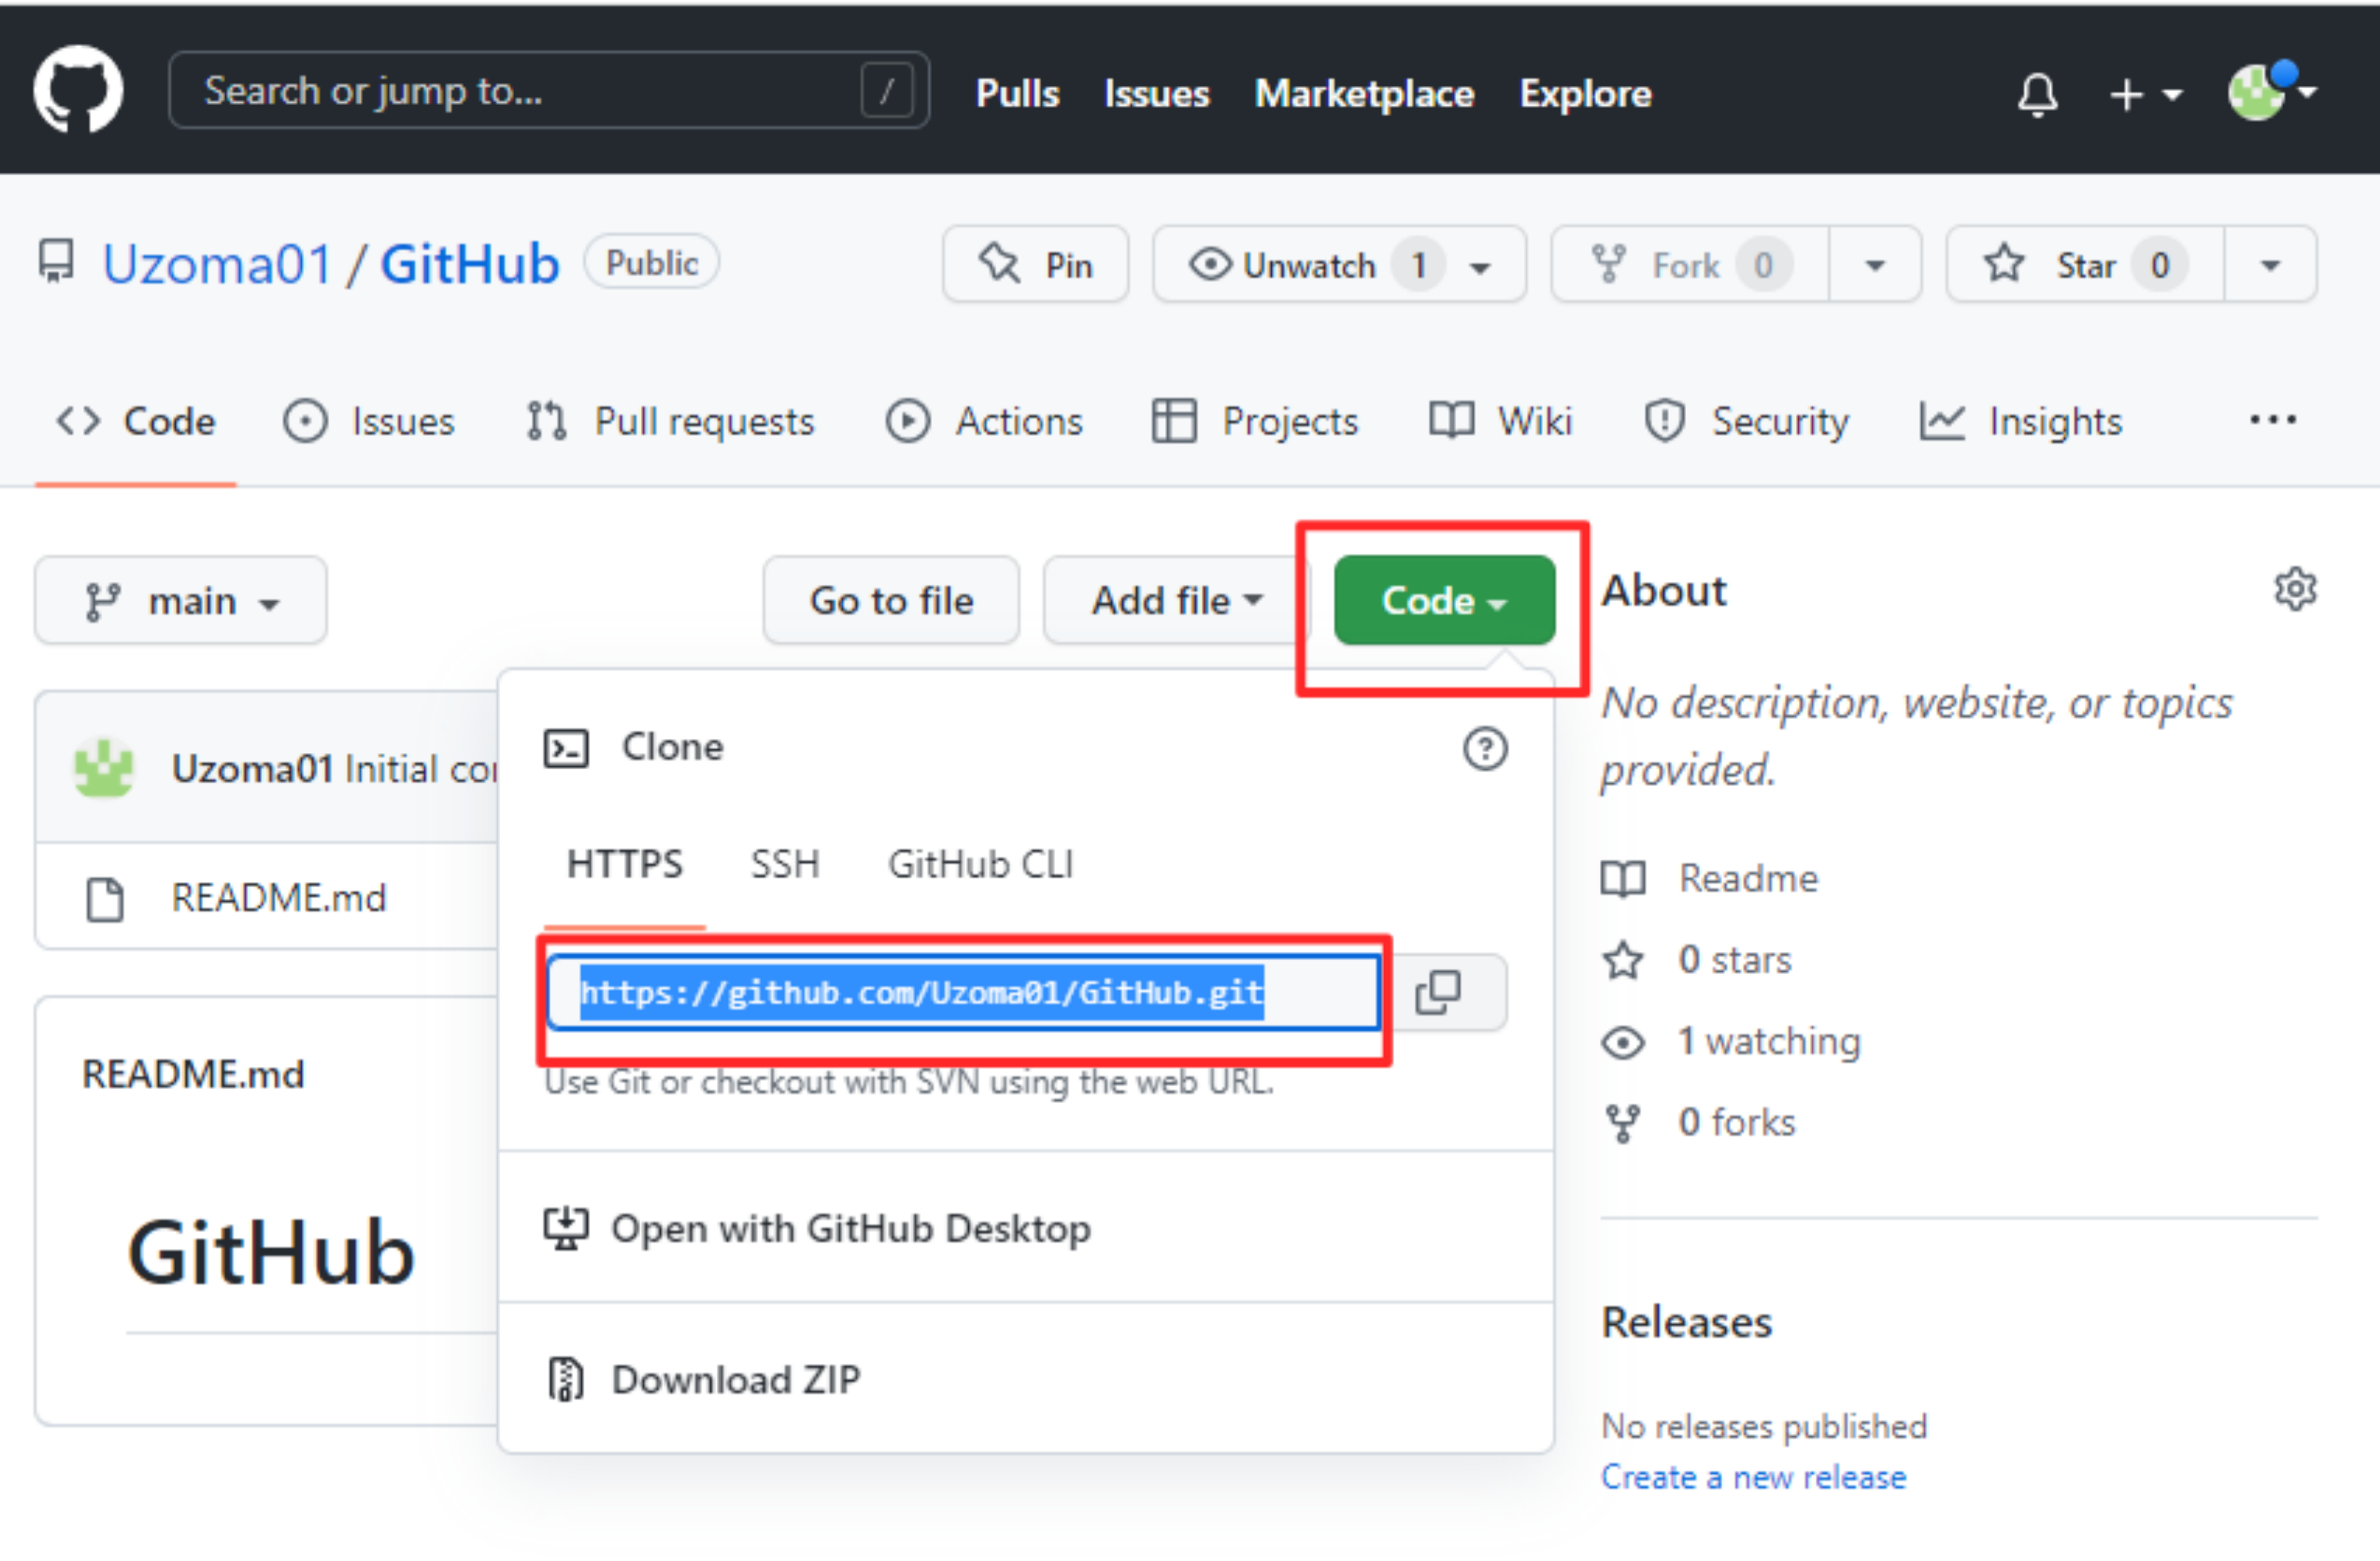 Search or jump to... / Pulls Issues Marketplace Explore
Uzoma01 / GitHub Public Pin Unwatch 1 Fork 0 Star 0
Code Issues Pull requests Actions Projects Wiki Security Insights ...
main Go to file Add file Code
Clone
Uzoma01 Initial
README.md
HTTPS SSH GitHub CLI
https://github.com/Uzoma01/GitHub.git
Use Git or checkout with SVN using the web URL.
Open with GitHub Desktop
Download ZIP
README.md
GitHub
About
No description, website, or topics
provided.
Readme
0 stars
1 watching
0 forks
Releases
No releases published
Create a new release